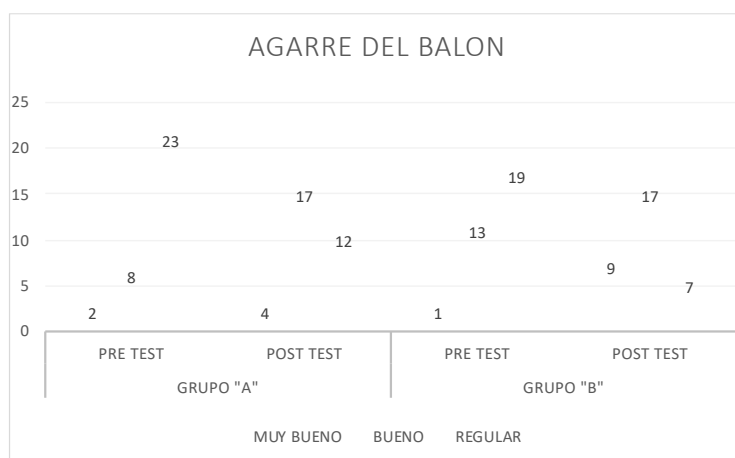 AGARRE DEL BALON
25
20
15
10
5
0
2
8
23
4
17
12
1
13
19
9
17
7
PRE TEST
POST TEST
PRE TEST
POST TEST
GRUPO "A"
GRUPO "B"
MUY BUENO
BUENO
REGULAR